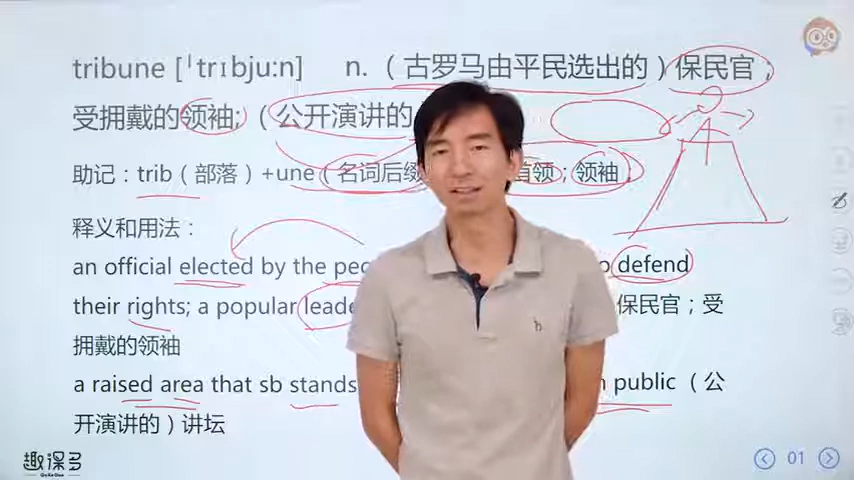 tribune [ˈtrɪbjuːn] n.（古罗马由平民选出的）保民官；
受拥戴的领袖;（公开演讲的
助记：trib（部落）+une（名词后缀 首领；领袖
释义和用法：
an official elected by the defend
their rights; a popular 保民官；受
拥戴的领袖
a raised area that sb stands public（公
开演讲的）讲坛
趣课多
QuKeDuo
01